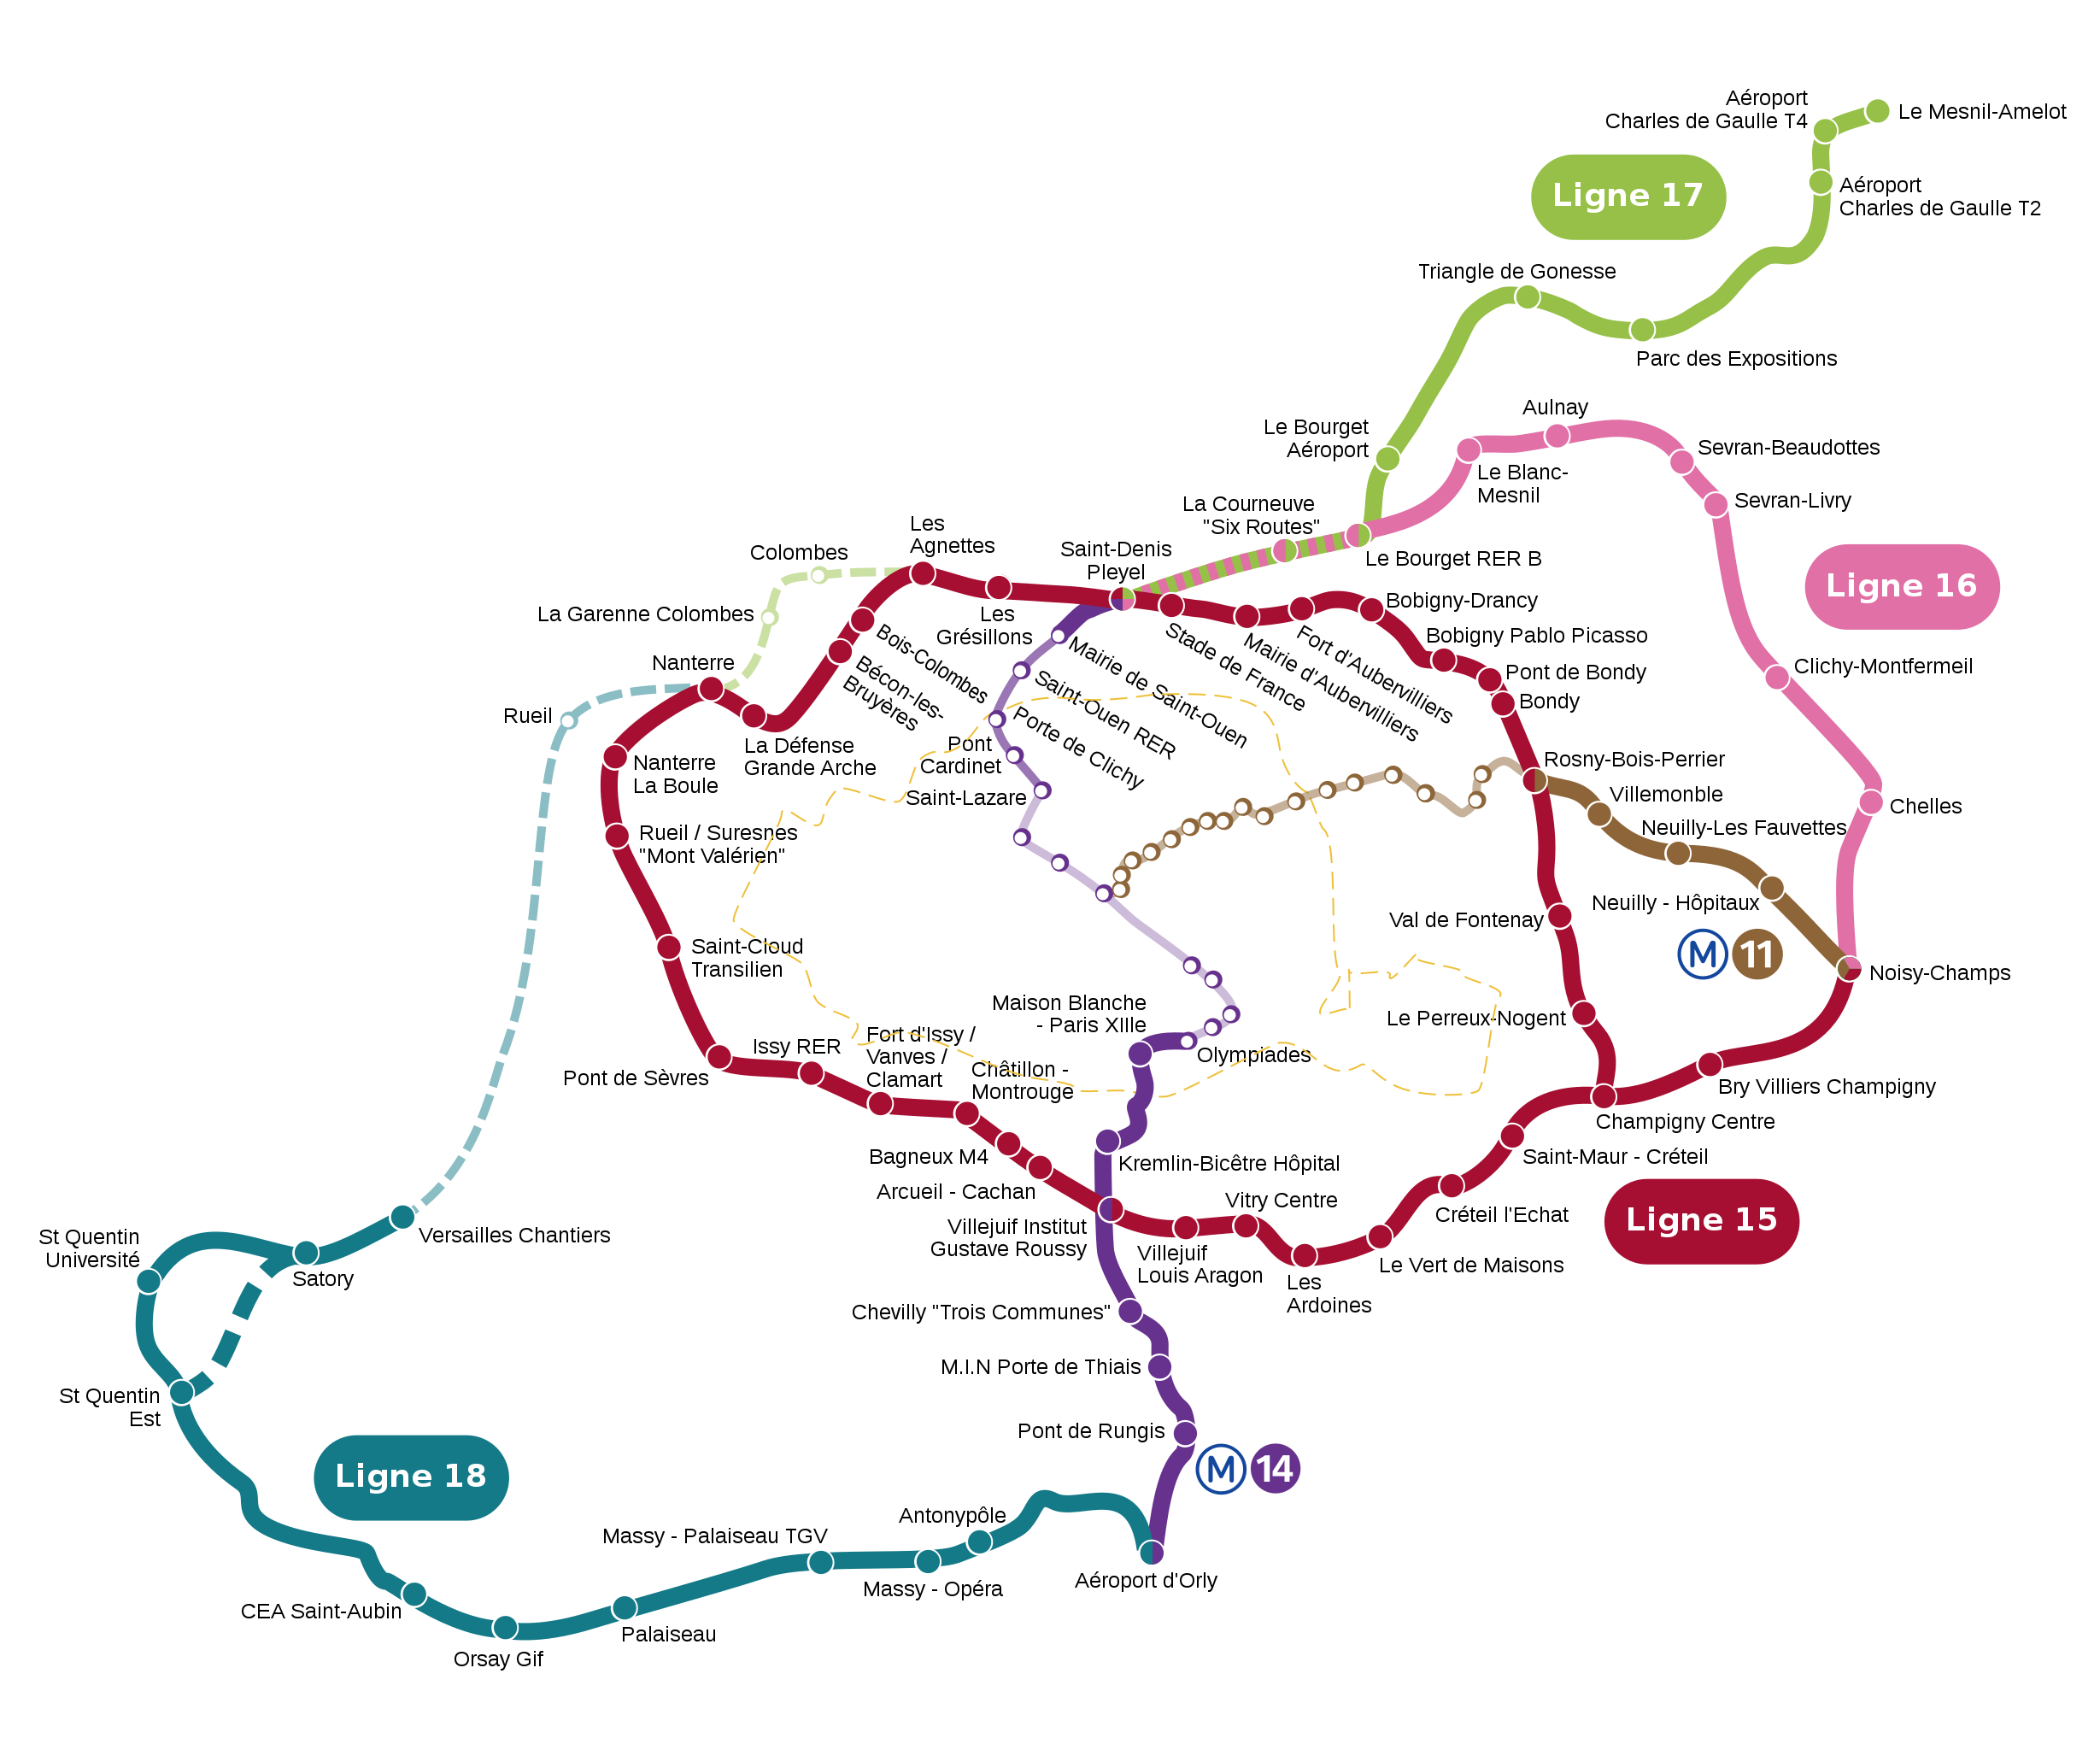 Aéroport
Charles de Gaulle T4
Le Mesnil-Amelot
Ligne 17
Aéroport
Charles de Gaulle T2
Triangle de Gonesse
Parc des Expositions
Aulnay
Le Bourget
Aéroport
Sevran-Beaudottes
Le Blanc-
Mesnil
Sevran-Livry
La Courneuve
"Six Routes"
Les
Agnettes
Colombes
Saint-Denis
Pleyel
Le Bourget RER B
Ligne 16
La Garenne Colombes
Les
Grésillons
Bobigny-Drancy
Bois-Colombes
Bécon-les-
Bruyères
Mairie de Saint-Ouen
Stade de France
Mairie d'Aubervilliers
Fort d'Aubervilliers
Bobigny Pablo Picasso
Nanterre
Saint-Ouen RER
Pont de Bondy
Clichy-Montfermeil
Rueil
Bondy
Porte de Clichy
La Défense
Grande Arche
Pont
Cardinet
Nanterre
La Boule
Rosny-Bois-Perrier
Saint-Lazare
Villemonble
Chelles
Rueil / Suresnes
"Mont Valérien"
Neuilly-Les Fauvettes
Neuilly - Hôpitaux
Val de Fontenay
Saint-Cloud
Transilien
M
11
Noisy-Champs
Maison Blanche
- Paris XIIIe
Le Perreux-Nogent
Issy RER
Fort d'Issy /
Vanves /
Clamart
Olympiades
Pont de Sèvres
Châtillon -
Montrouge
Bry Villiers Champigny
Champigny Centre
Bagneux M4
Kremlin-Bicêtre Hôpital
Saint-Maur - Créteil
Arcueil - Cachan
Vitry Centre
Créteil l'Echat
Ligne 15
Villejuif Institut
Gustave Roussy
St Quentin
Université
Versailles Chantiers
Villejuif
Louis Aragon
Le Vert de Maisons
Satory
Les
Ardoines
Chevilly "Trois Communes"
M.I.N Porte de Thiais
St Quentin
Est
Pont de Rungis
Ligne 18
M
14
Antonypôle
Massy - Palaiseau TGV
Aéroport d'Orly
Massy - Opéra
CEA Saint-Aubin
Palaiseau
Orsay Gif